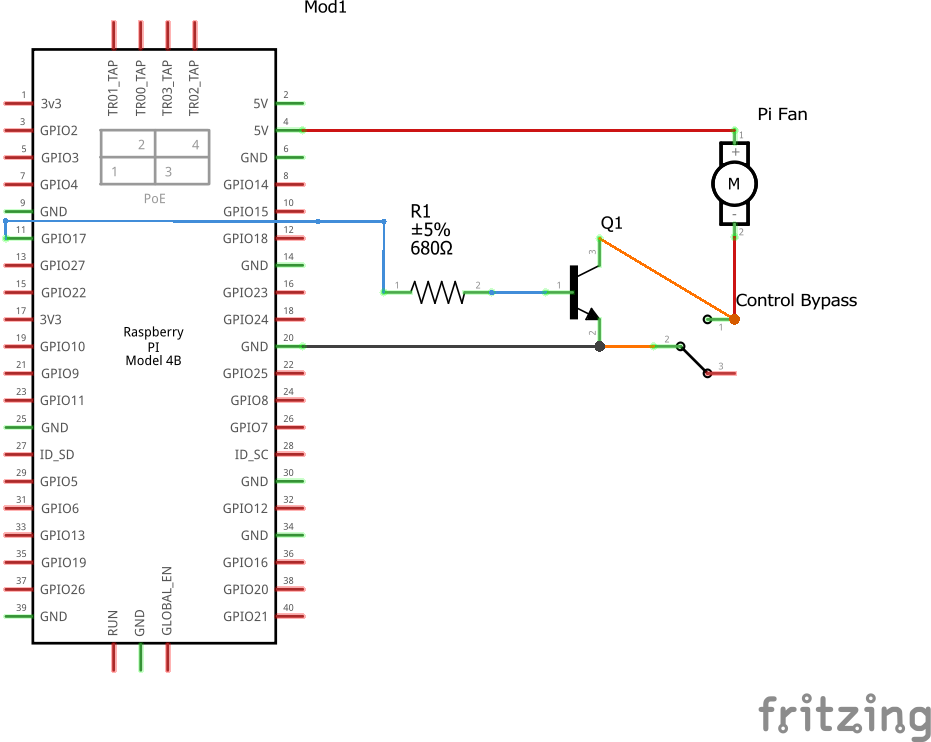 Mod1
TR01_TAP
TR00_TAP
TR03_TAP
TR02_TAP
1 3v3 5V 2
3 GPIO2 5V 4
5 GPIO3 GND 6
7 GPIO4 GPIO14 8
9 GND GPIO15 10
11 GPIO17 GPIO18 12
13 GPIO27 GND 14
15 GPIO22 GPIO23 16
17 3V3 GPIO24 18
19 GPIO10 GND 20
21 GPIO9 GPIO25 22
23 GPIO11 GPIO8 24
25 GND GPIO7 26
27 ID_SD ID_SC 28
29 GPIO5 GND 30
31 GPIO6 GPIO12 32
33 GPIO13 GND 34
35 GPIO19 GPIO16 36
37 GPIO26 GPIO20 38
39 GND GPIO21 40
2 4
1 3
PoE
Raspberry
PI
Model 4B
RUN
GND
GLOBAL_EN
R1
±5%
680Ω
1 2
Q1
3
1
2
Pi Fan
1
+
M
-
2
Control Bypass
1
2
3
fritzing